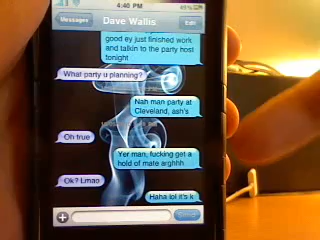 4:40 PM
Messages
Dave Wallis
Edit
good ey just finished work
and talkin to the party host
tonight
What party u planning?
Nah man party at
Cleveland, ash's
Oh true
Yer man, fucking get a
hold of mate arghhh
Ok? Lmao
Haha lol it's k
Send